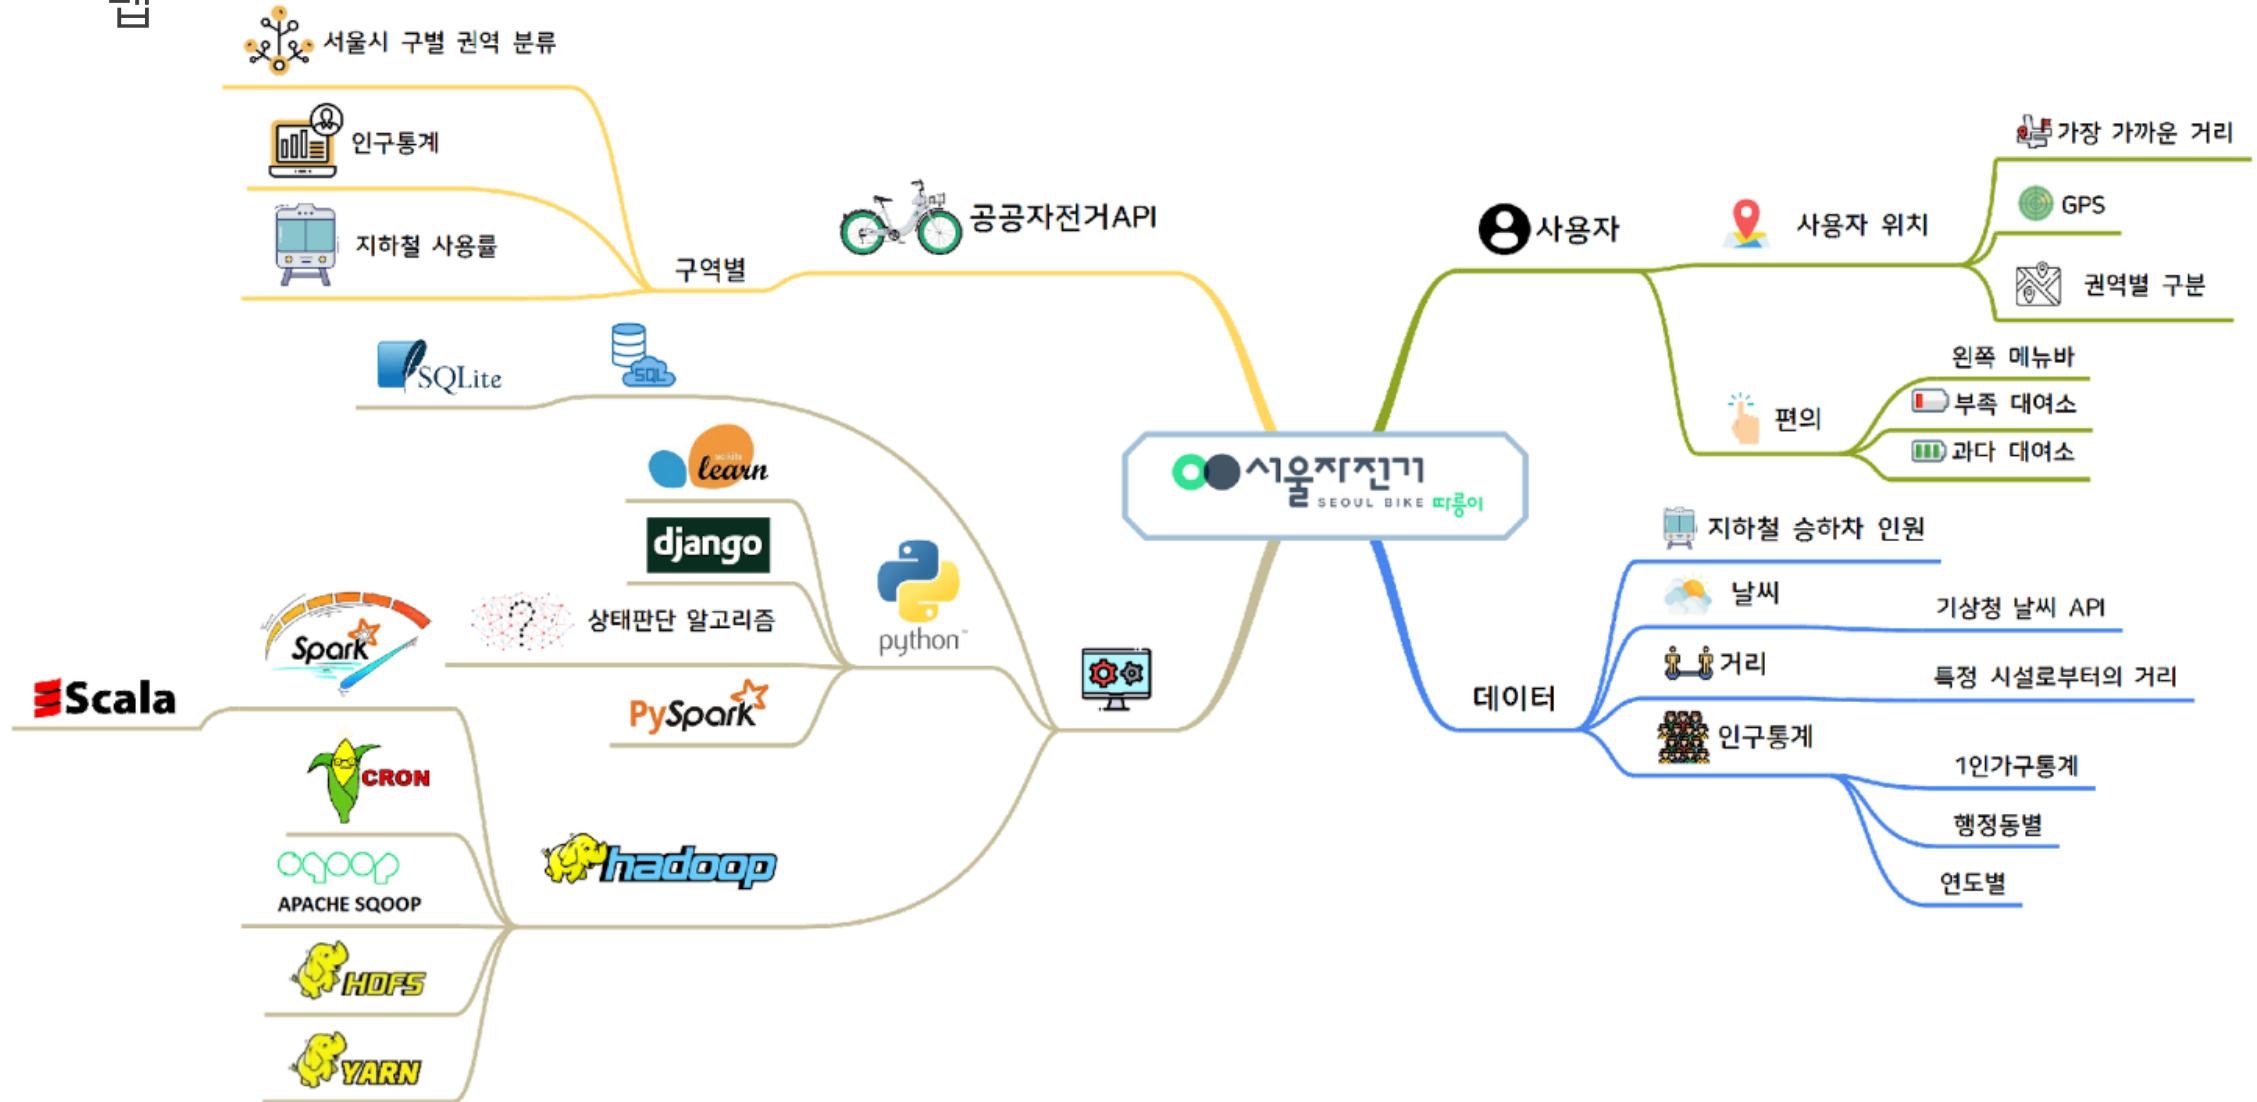 맵
서울시 구별 권역 분류
인구통계
지하철 사용률
구역별
공공자전거API
SQLite
SQL
scikits
learn
django
상태판단 알고리즘
PySpark
python
Spark
Scala
CRON
sqoop
APACHE SQOOP
HDFS
YARN
hadoop
서울자전거
SEOUL BIKE 따릉이
사용자
사용자 위치
가장 가까운 거리
GPS
권역별 구분
편의
왼쪽 메뉴바
부족 대여소
과다 대여소
데이터
지하철 승하차 인원
날씨
기상청 날씨 API
거리
특정 시설로부터의 거리
인구통계
1인가구통계
행정동별
연도별